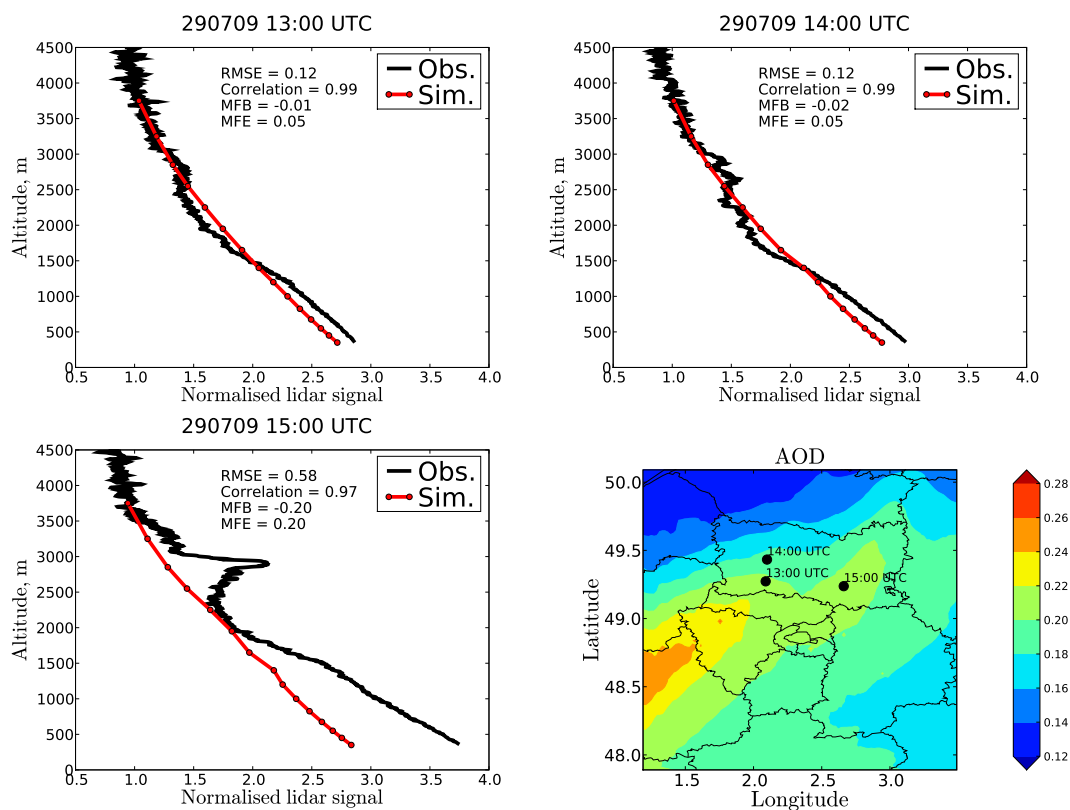 290709 13:00 UTC
4500
4000
3500
3000
2500
2000
1500
1000
500
0
Altitude, m
RMSE = 0.12
Correlation = 0.99
MFB = -0.01
MFE = 0.05
Obs.
Sim.
0.5 1.0 1.5 2.0 2.5 3.0 3.5 4.0
Normalised lidar signal
290709 14:00 UTC
4500
4000
3500
3000
2500
2000
1500
1000
500
0
Altitude, m
RMSE = 0.12
Correlation = 0.99
MFB = -0.02
MFE = 0.05
Obs.
Sim.
0.5 1.0 1.5 2.0 2.5 3.0 3.5 4.0
Normalised lidar signal
290709 15:00 UTC
4500
4000
3500
3000
2500
2000
1500
1000
500
0
Altitude, m
RMSE = 0.58
Correlation = 0.97
MFB = -0.20
MFE = 0.20
Obs.
Sim.
0.5 1.0 1.5 2.0 2.5 3.0 3.5 4.0
Normalised lidar signal
AOD
50.0
49.5
49.0
48.5
48.0
Latitude
14:00 UTC
13:00 UTC
15:00 UTC
1.5 2.0 2.5 3.0
Longitude
0.28
0.26
0.24
0.22
0.20
0.18
0.16
0.14
0.12